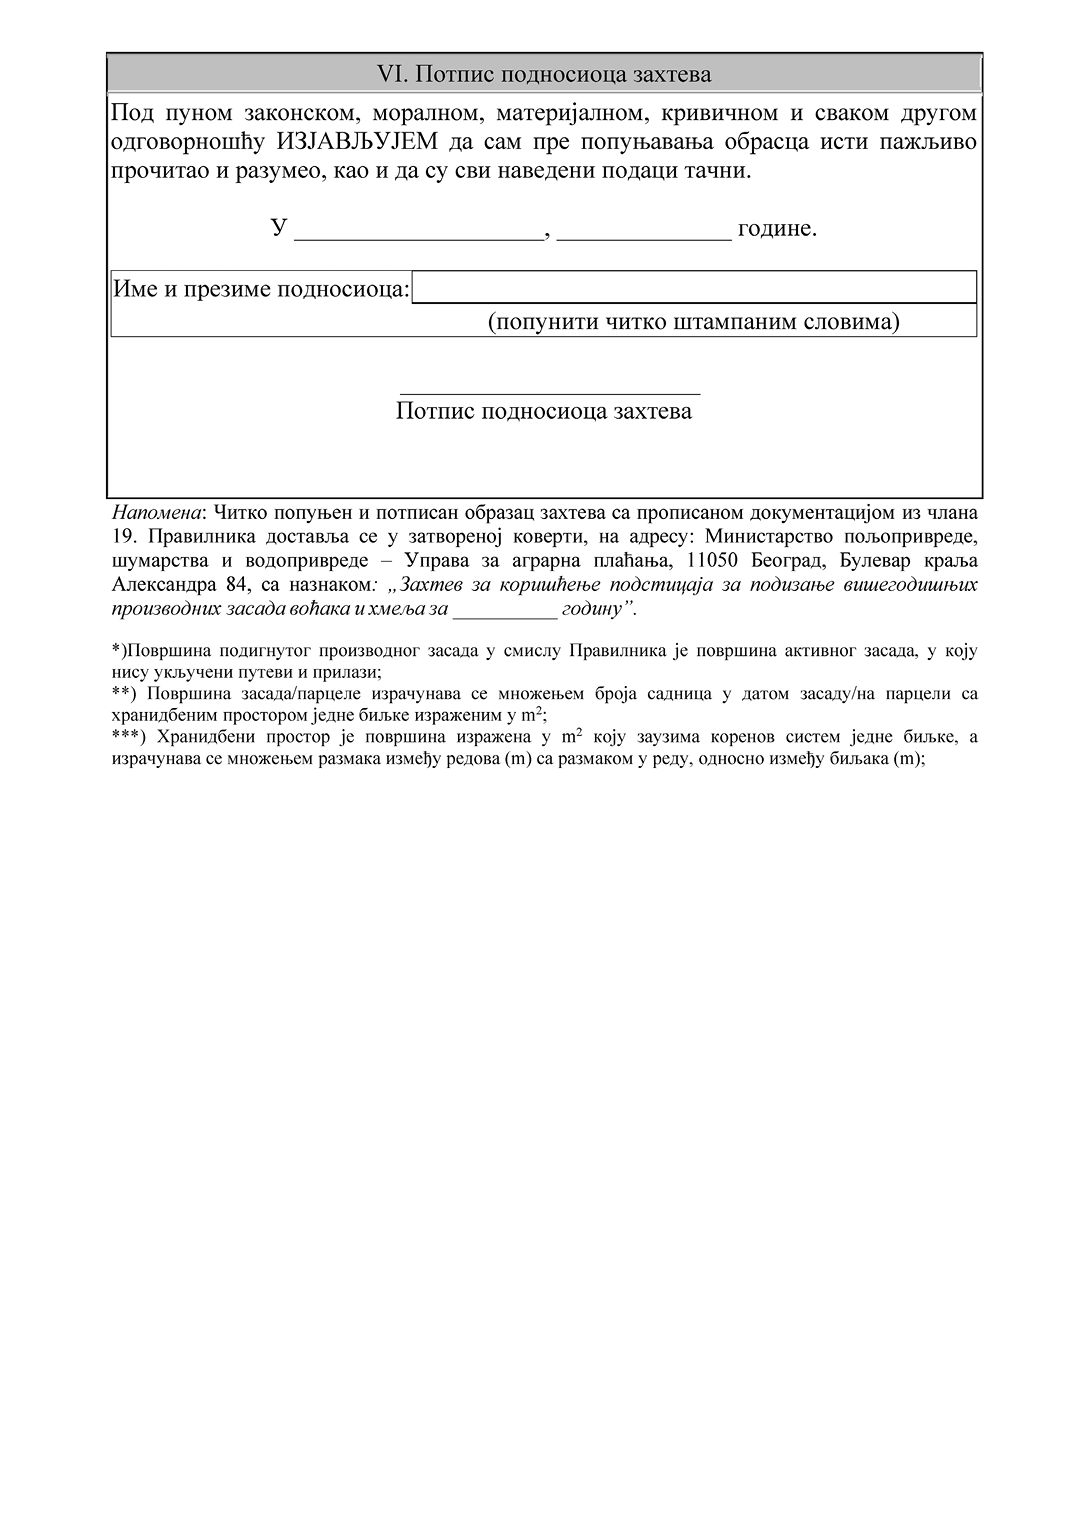 VI. Потпис подносиоца захтева
Под пуном законском, моралном, материјалном, кривичном и сваком другом
одговорношћу ИЗЈАВЉУЈЕМ да сам пре попуњавања обрасца исти пажљиво
прочитао и разумео, као и да су сви наведени подаци тачни.
У ____________________, ______________ године.
Име и презиме подносиоца:
(попунити читко штампаним словима)
________________________
Потпис подносиоца захтева
Напомена: Читко попуњен и потписан образац захтева са прописаном документацијом из члана
19. Правилника доставља се у затвореној коверти, на адресу: Министарство пољопривреде,
шумарства и водопривреде – Управа за аграрна плаћања, 11050 Београд, Булевар краља
Александра 84, са назнаком: „Захтев за коришћење подстицаја за подизање вишегодишњих
производних засада воћака и хмеља за __________ годину”.
*)Површина подигнутог производног засада у смислу Правилника је површина активног засада, у коју
нису укључени путеви и прилази;
**) Површина засада/парцеле израчунава се множењем броја садница у датом засаду/на парцели са
хранидбеним простором једне биљке израженим у m²;
***) Хранидбени простор је површина изражена у m² коју заузима коренов систем једне биљке, а
израчунава се множењем размака између редова (m) са размаком у реду, односно између биљака (m);